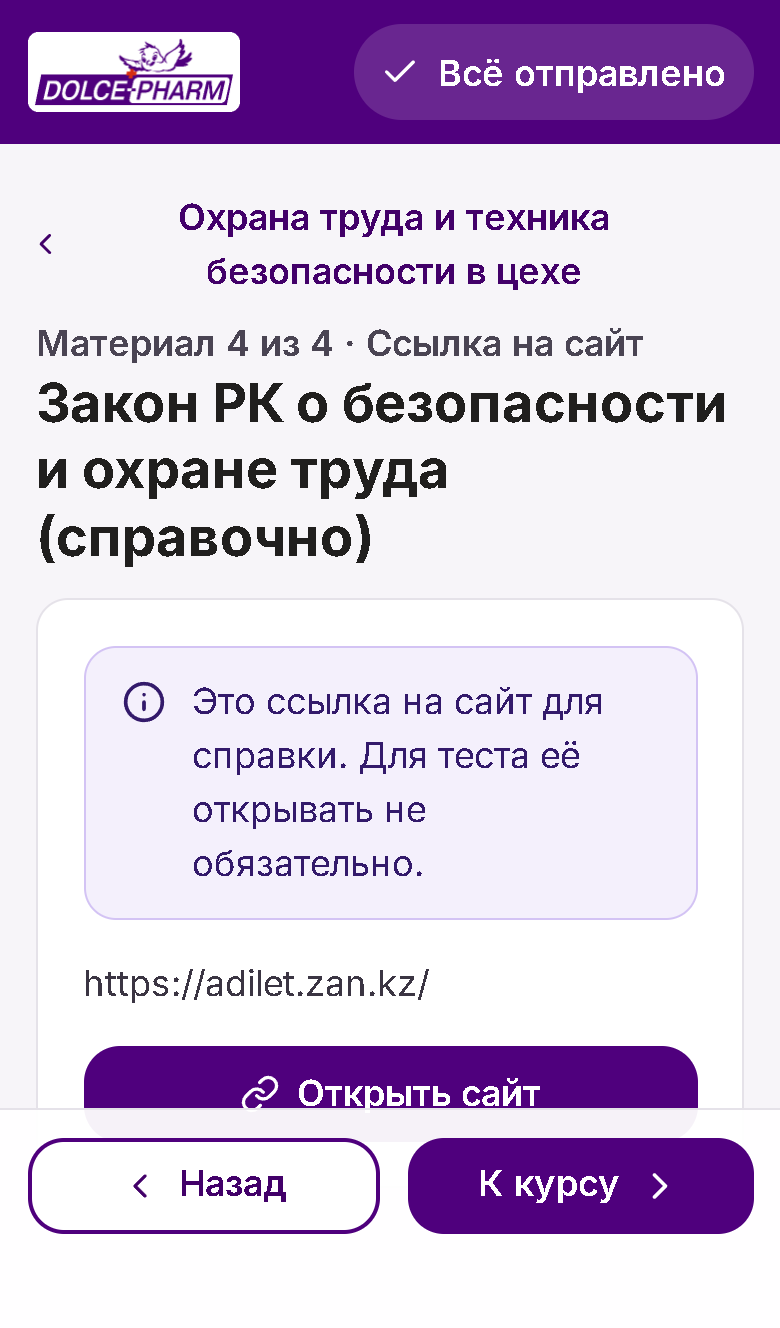 DOLCE-PHARM
Всё отправлено
Охрана труда и техника
безопасности в цехе
Материал 4 из 4 · Ссылка на сайт
Закон РК о безопасности
и охране труда
(справочно)
Это ссылка на сайт для
справки. Для теста её
открывать не
обязательно.
https://adilet.zan.kz/
Открыть сайт
Назад
К курсу